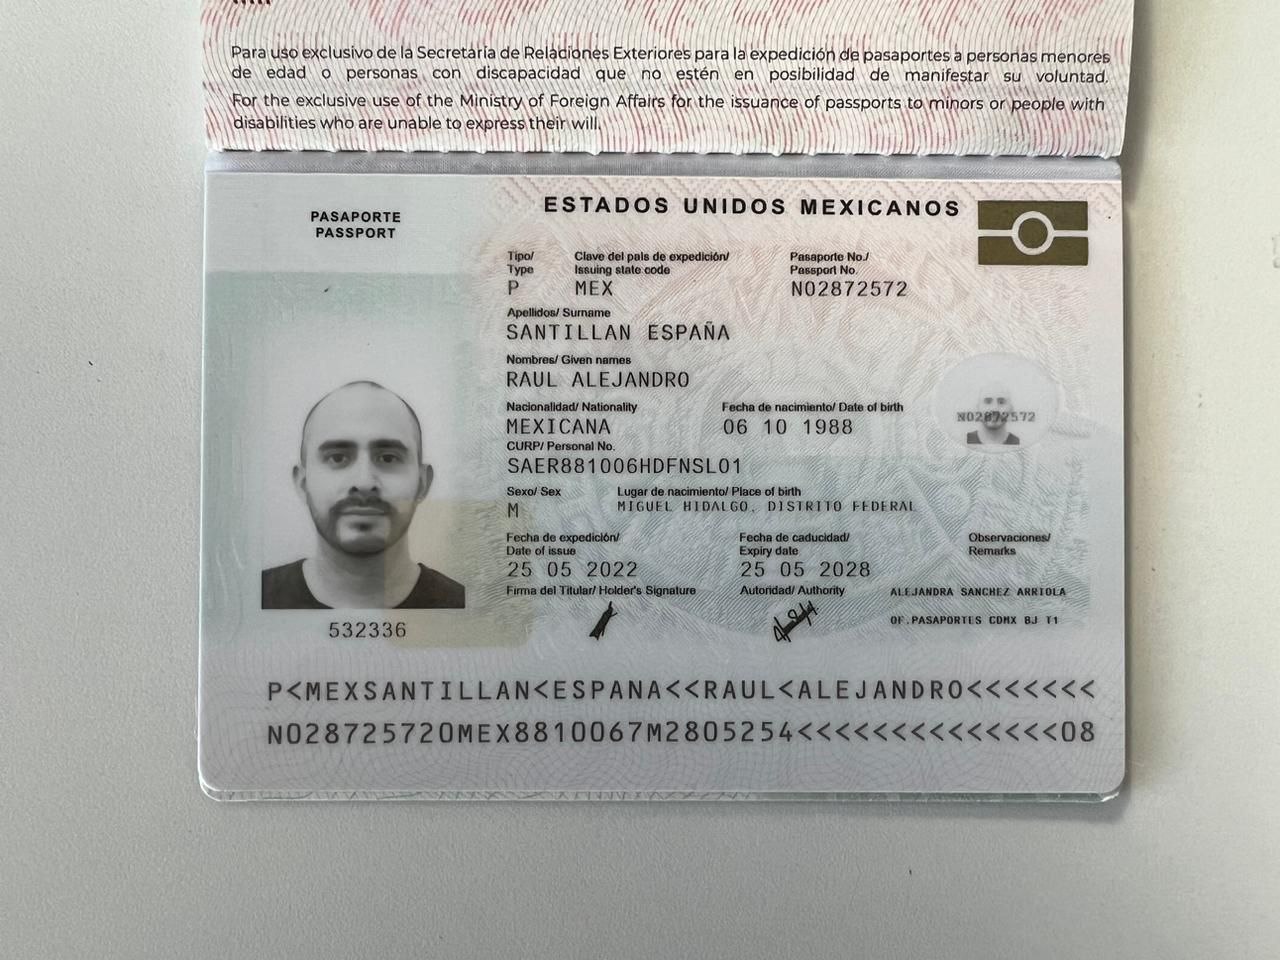 Para uso exclusivo de la Secretaría de Relaciones Exteriores para la expedición de pasaportes a personas menores
de edad o personas con discapacidad que no estén en posibilidad de manifestar su voluntad.
For the exclusive use of the Ministry of Foreign Affairs for the issuance of passports to minors or people with
disabilities who are unable to express their will.
PASAPORTE
PASSPORT
ESTADOS UNIDOS MEXICANOS
Tipo/ Clave del país de expedición/ Pasaporte No./
Type Issuing state code Passport No.
P MEX N02872572
Apellidos/ Surname
SANTILLAN ESPAÑA
Nombres/ Given names
RAUL ALEJANDRO
Nacionalidad/ Nationality Fecha de nacimiento/ Date of birth
MEXICANA 06 10 1988
N02872572
CURP/ Personal No.
SAER881006HDFNSL01
Sexo/ Sex Lugar de nacimiento/ Place of birth
M MIGUEL HIDALGO, DISTRITO FEDERAL
Fecha de expedición/ Fecha de caducidad/ Observaciones/
Date of issue Expiry date Remarks
25 05 2022 25 05 2028
Firma del Titular/ Holder's Signature Autoridad/ Authority ALEJANDRA SANCHEZ ARRIOLA
OF.PASAPORTES CDMX BJ T1
532336
P<MEXSANTILLAN<ESPANA<<RAUL<ALEJANDRO<<<<<<<
N028725720MEX8810067M2805254<<<<<<<<<<<<<<08